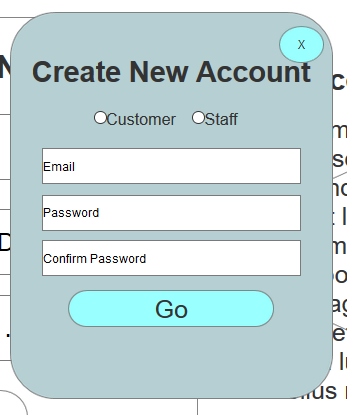 X
Create New Account
Customer Staff
Email
Password
Confirm Password
Go